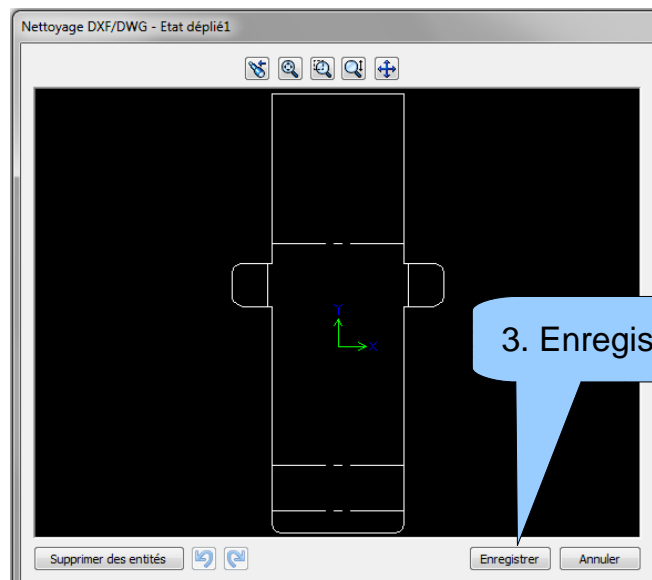 Nettoyage DXF/DWG - Etat déplié1
Y
X
3. Enregis
Supprimer des entités
Enregistrer
Annuler